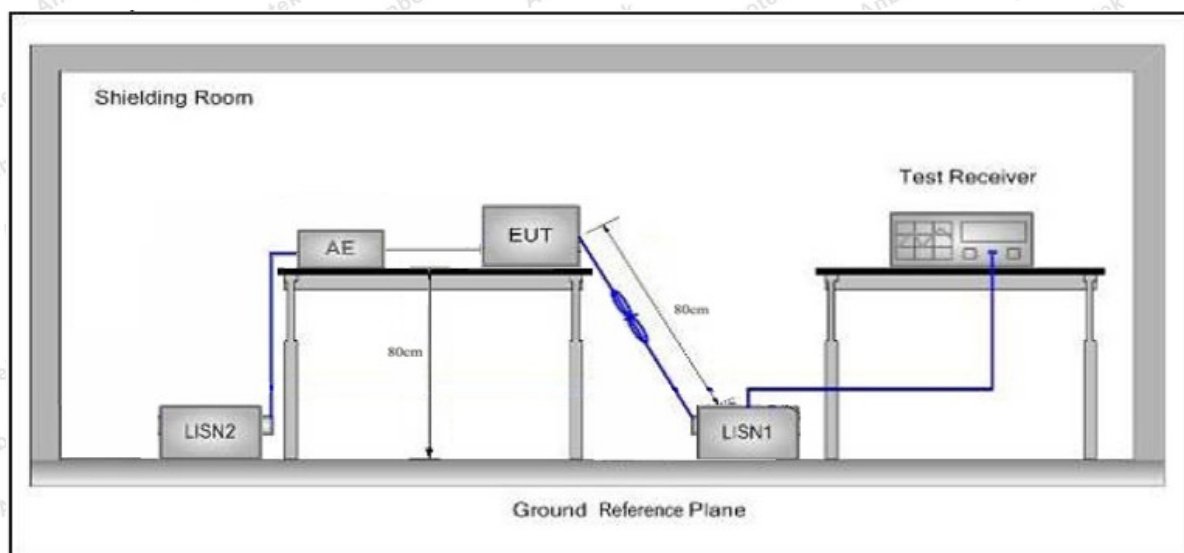 Shielding Room
Test Receiver
AE
EUT
80cm
80cm
LISN2
LISN1
Ground Reference Plane